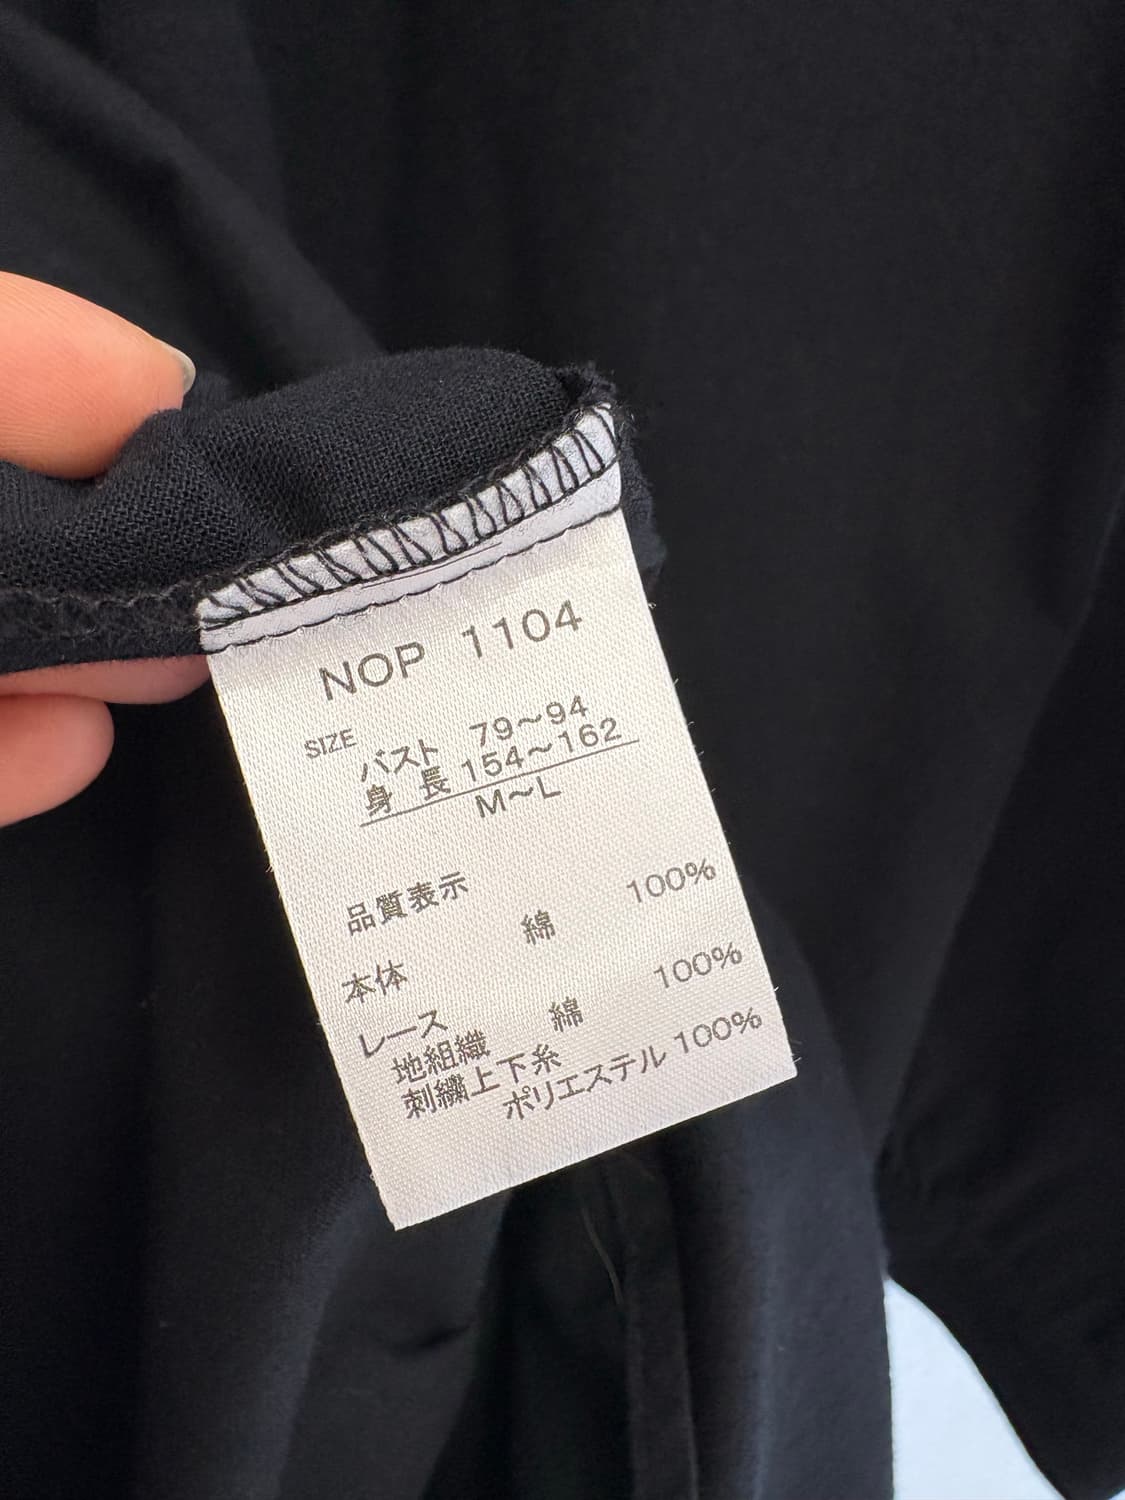 NOP 1104
SIZE バスト 79～94
身 長 154～162
M～L
品質表示
本体 綿 100%
レース
地組織 綿 100%
刺繍上下糸
ポリエステル 100%